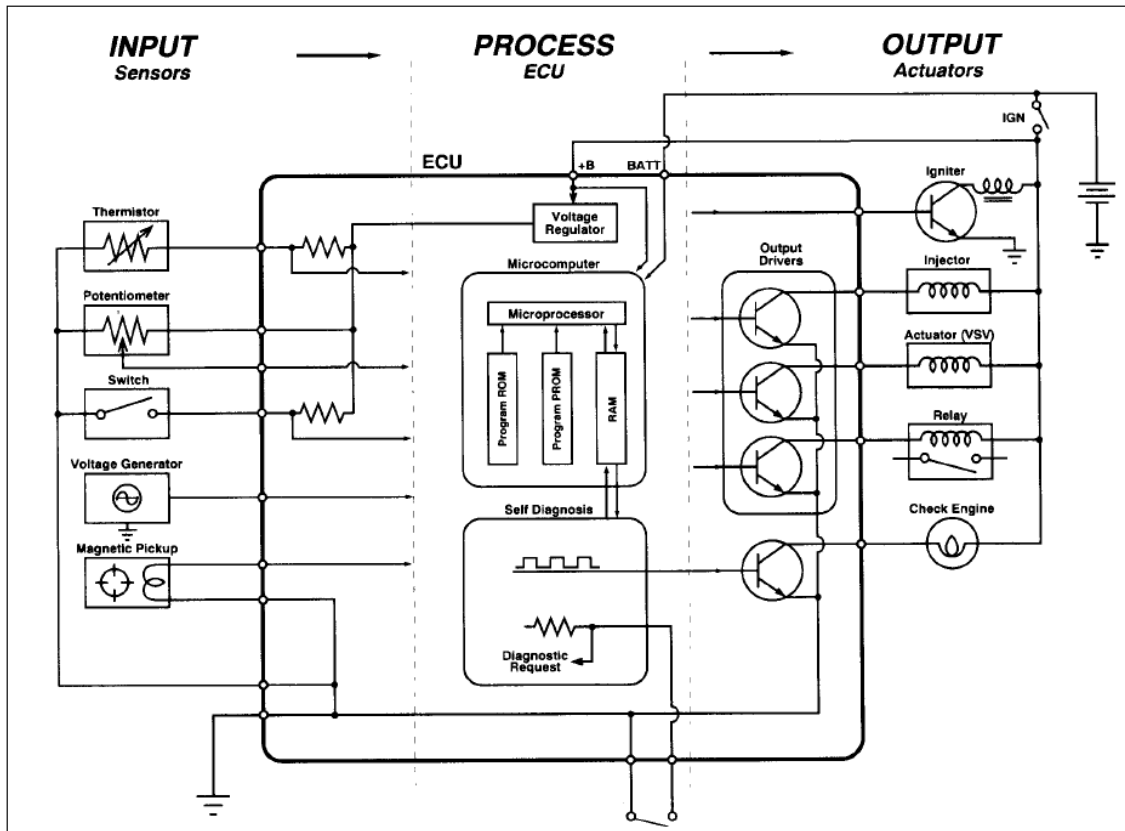 INPUT
Sensors
PROCESS
ECU
OUTPUT
Actuators
IGN
ECU
+B
BATT
Igniter
Thermistor
Voltage
Regulator
Output
Drivers
Microcomputer
Injector
Potentiometer
Microprocessor
Actuator (VSV)
Switch
Program ROM
Program PROM
RAM
Relay
Voltage Generator
Self Diagnosis
Check Engine
Magnetic Pickup
Diagnostic
Request